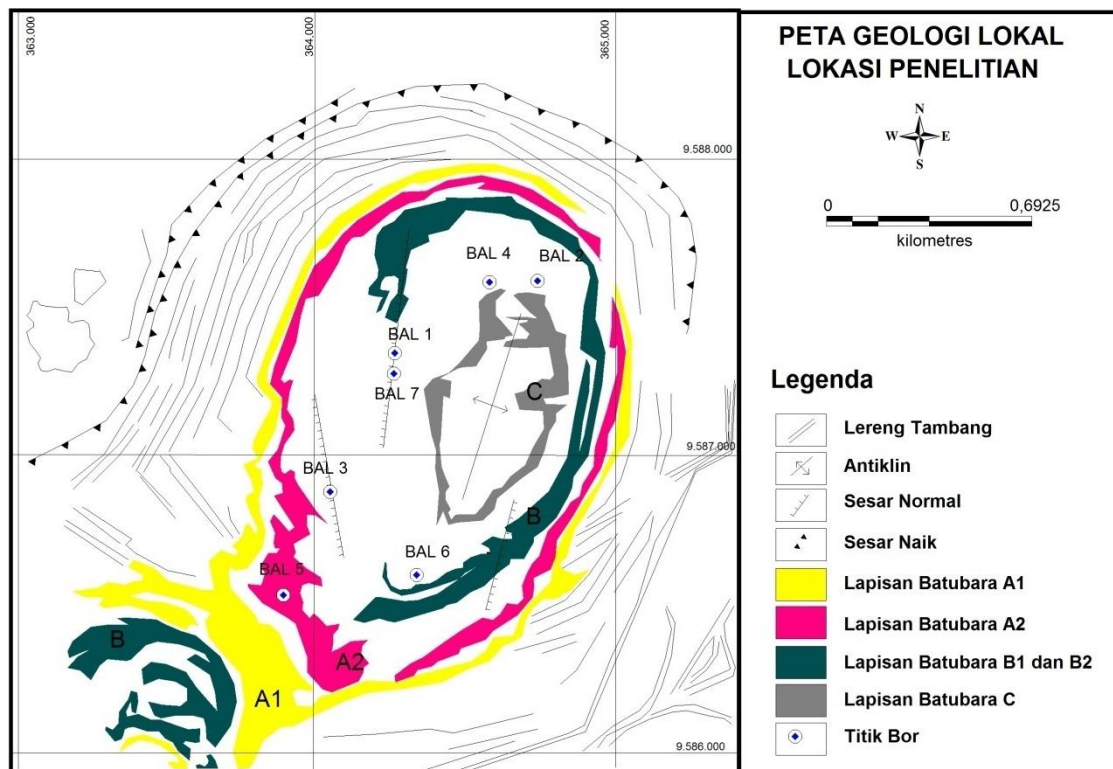 363.000
364.000
365.000
9.588.000
BAL 4
BAL 2
BAL 1
BAL 7
C
9.587.000
BAL 3
B
BAL 6
BAL 5
B
A2
A1
9.586.000
PETA GEOLOGI LOKAL
LOKASI PENELITIAN
N
W E
S
0 0,6925
kilometres
Legenda
Lereng Tambang
Antiklin
Sesar Normal
Sesar Naik
Lapisan Batubara A1
Lapisan Batubara A2
Lapisan Batubara B1 dan B2
Lapisan Batubara C
Titik Bor